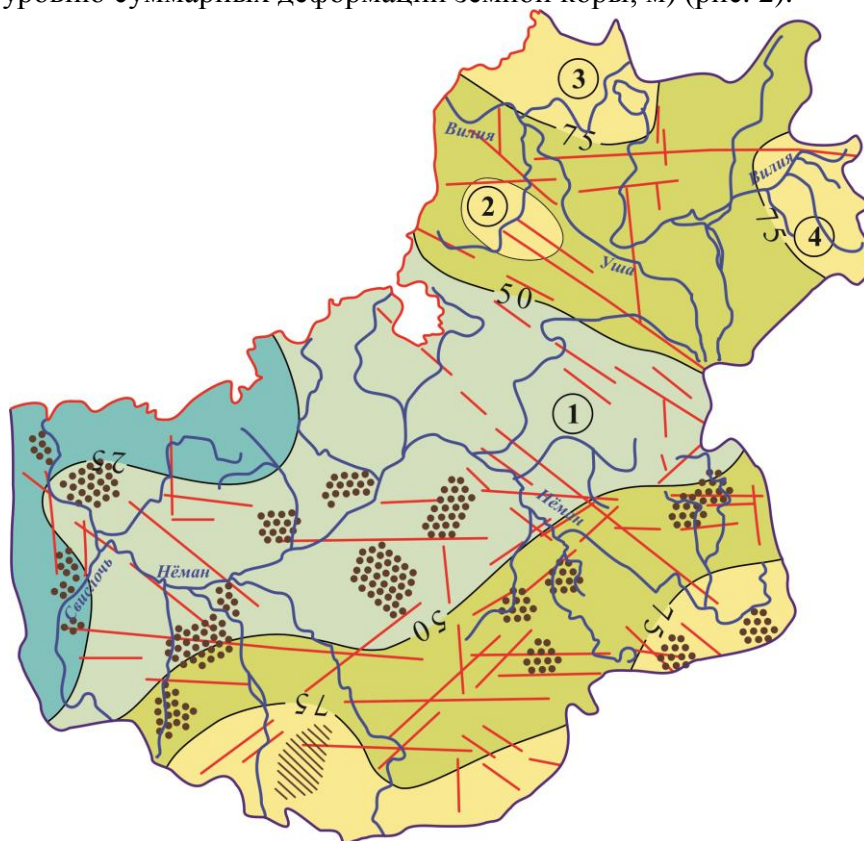 уровню суммарных деформаций земной коры, м) (рис. 2).
3
75
Вилия
Вилия
2
75
4
Уша
50
1
25
Нёман
Нёман
Свислочь
50
75
75